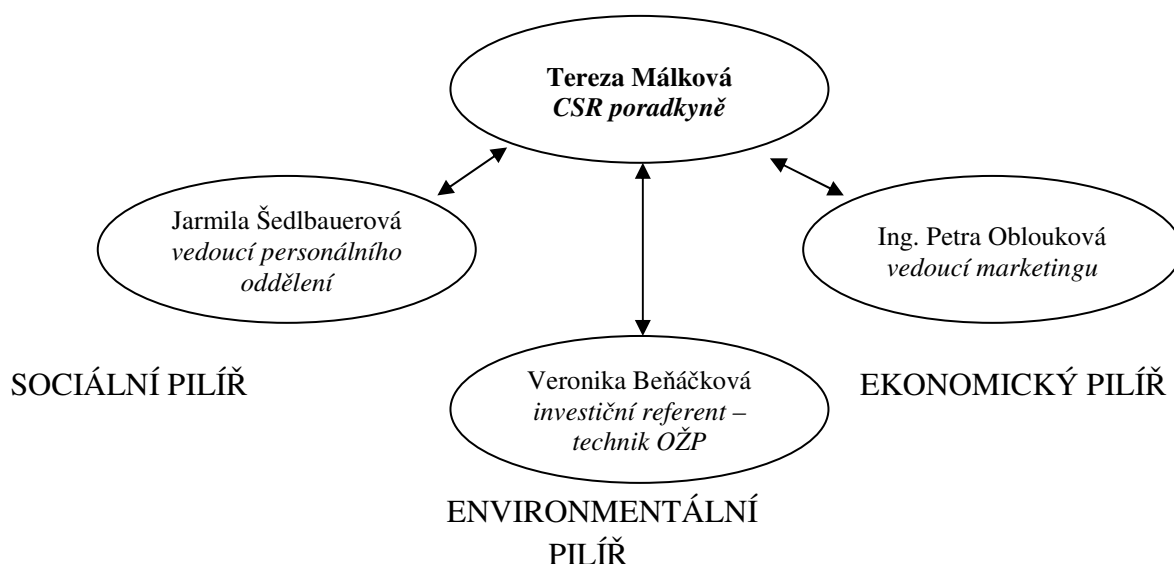 Tereza Málková
CSR poradkyně
Jarmila Šedlbauerová
vedoucí personálního
oddělení
Ing. Petra Oblouková
vedoucí marketingu
SOCIÁLNÍ PILÍŘ
Veronika Beňáčková
investiční referent –
technik OŽP
EKONOMICKÝ PILÍŘ
ENVIRONMENTÁLNÍ
PILÍŘ